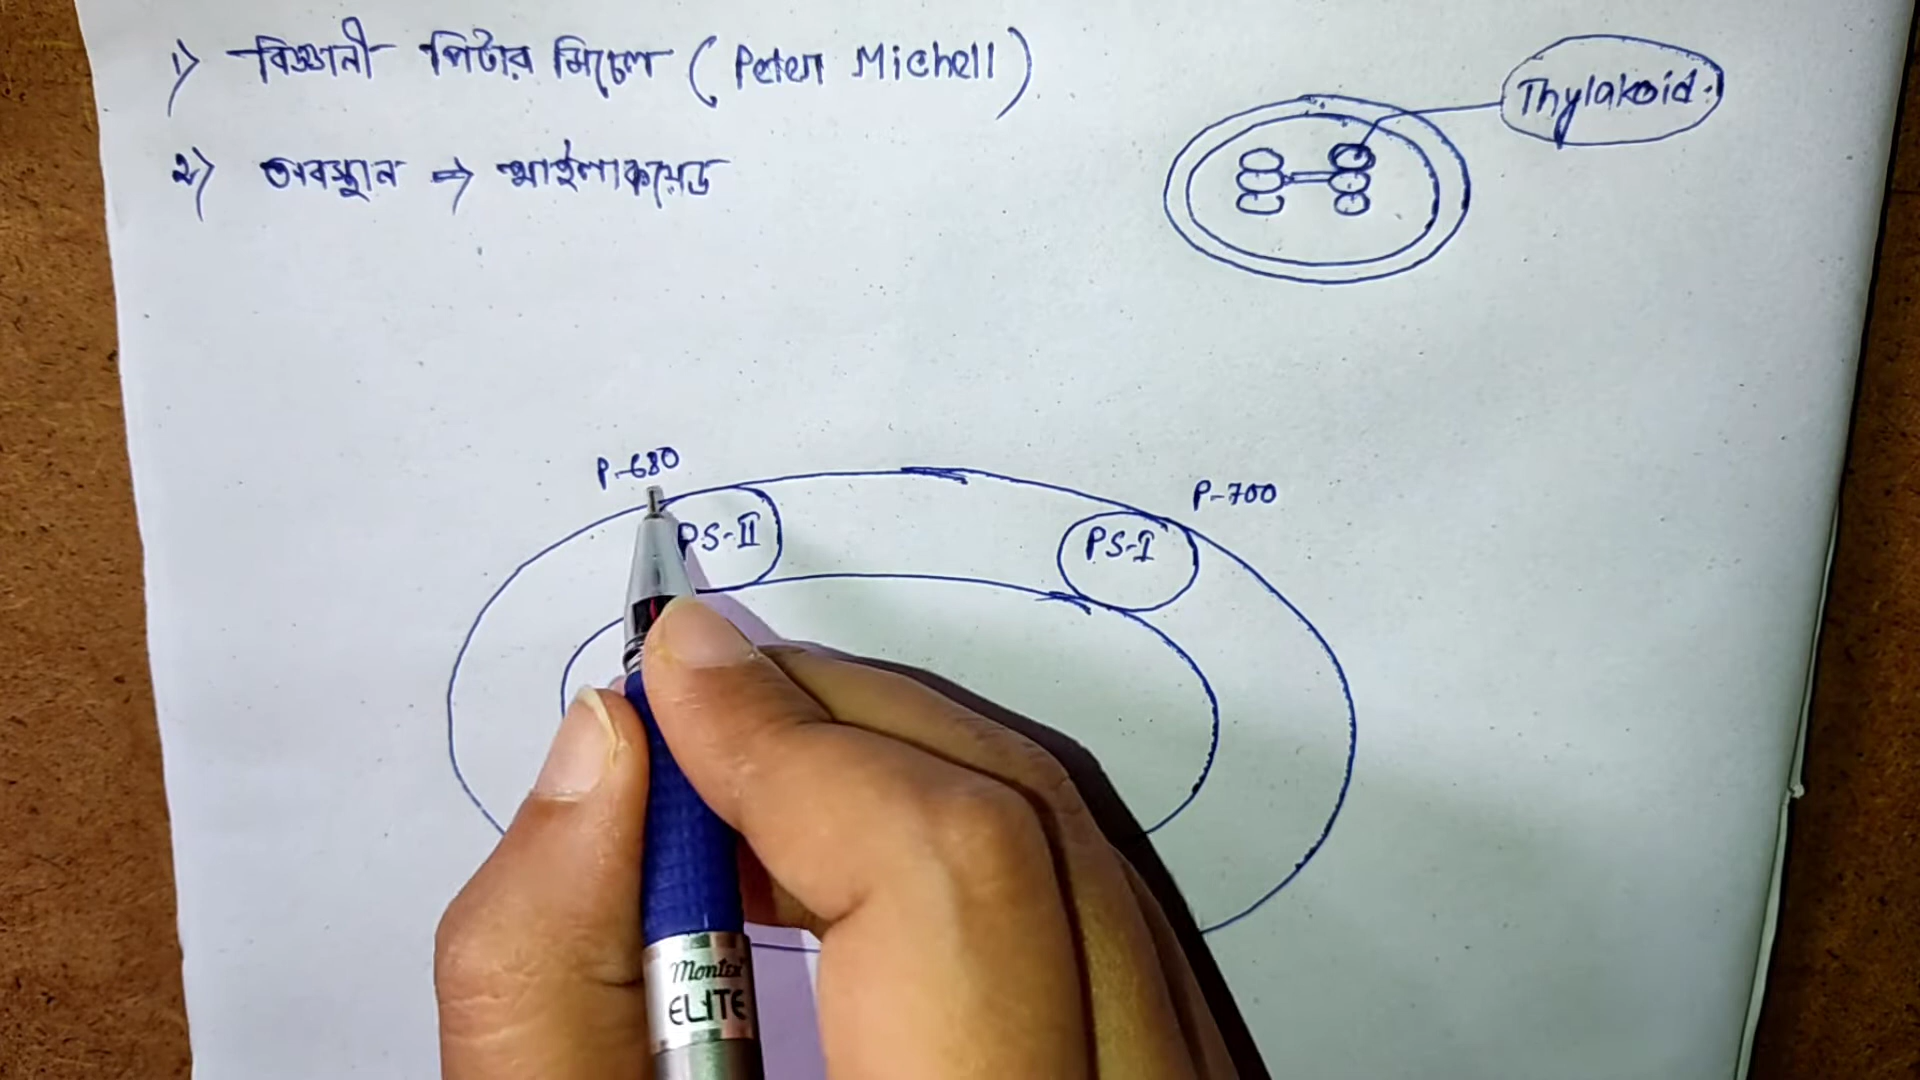 ১) বিজ্ঞানী পিটার মিচেল (Peter Michell)
Thylakoid.
২) অবস্থান ⇒ থাইলাকয়েড
P-680
P-700
PS-II
PS-I
Montex
ELITE